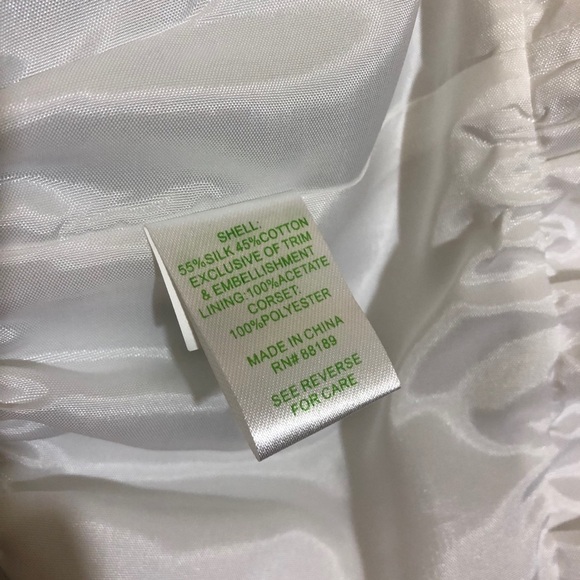 SHELL:
55%SILK 45%COTTON
EXCLUSIVE OF TRIM
& EMBELLISHMENT
LINING:100%ACETATE
CORSET:
100%POLYESTER
MADE IN CHINA
RN# 88189
SEE REVERSE
FOR CARE